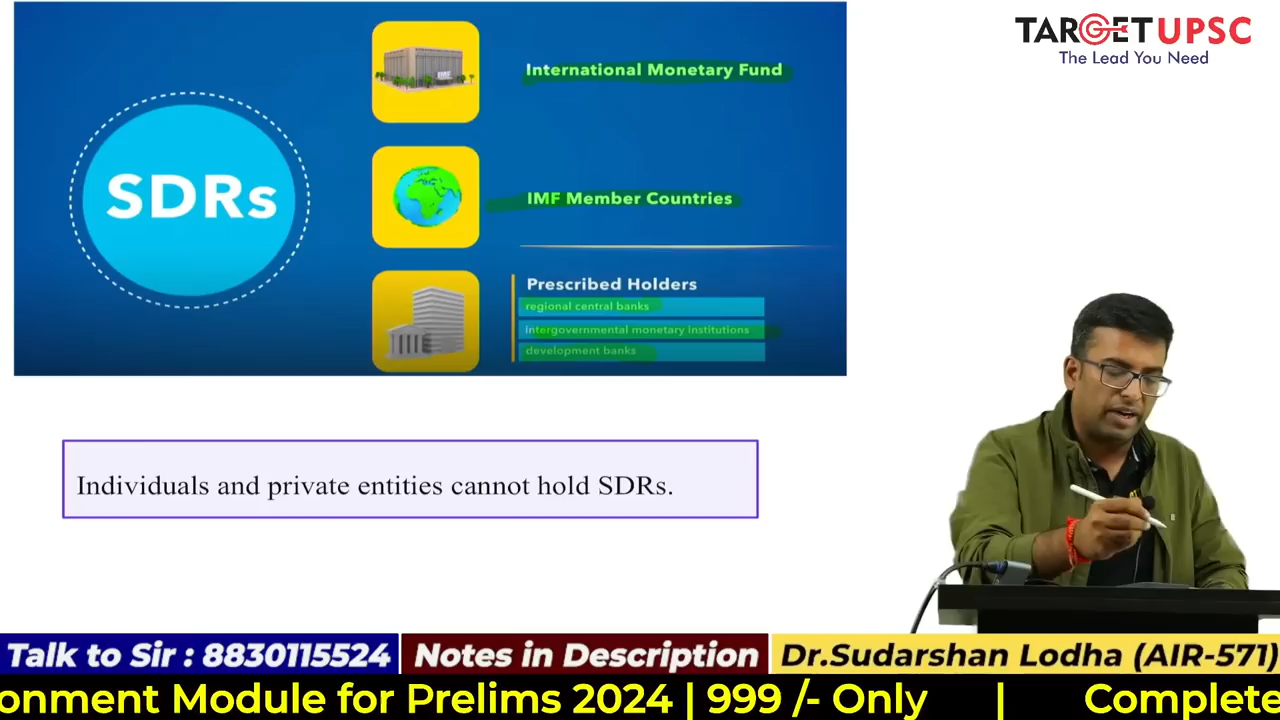 TARGET UPSC
The Lead You Need
International Monetary Fund
SDRs
IMF Member Countries
Prescribed Holders
regional central banks
intergovernmental monetary institutions
development banks
Individuals and private entities cannot hold SDRs.
Talk to Sir : 8830115524 Notes in Description Dr.Sudarshan Lodha (AIR-571)
onment Module for Prelims 2024 | 999 /- Only | Complete